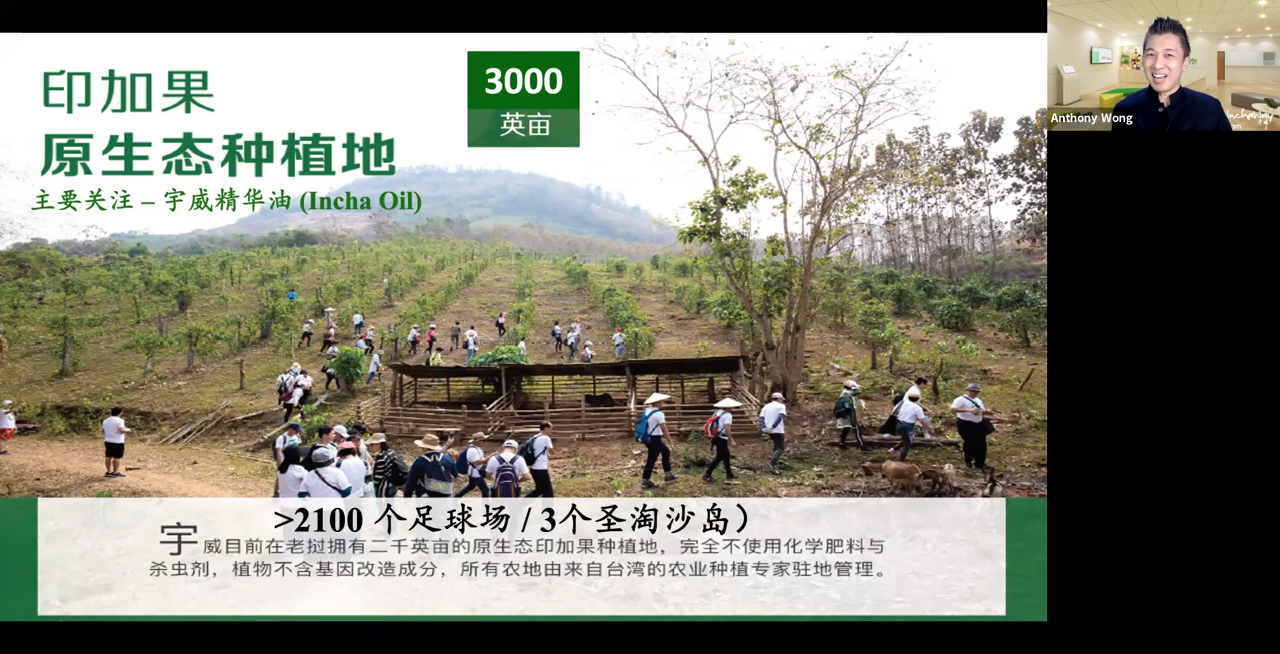 印加果
原生态种植地
主要关注 – 宇威精华油 (Incha Oil)
3000
英亩
Anthony Wong
>2100 个足球场 / 3个圣淘沙岛）
宇威目前在老挝拥有二千英亩的原生态印加果种植地，完全不使用化学肥料与
杀虫剂，植物不含基因改造成分，所有农地由来自台湾的农业种植专家驻地管理。